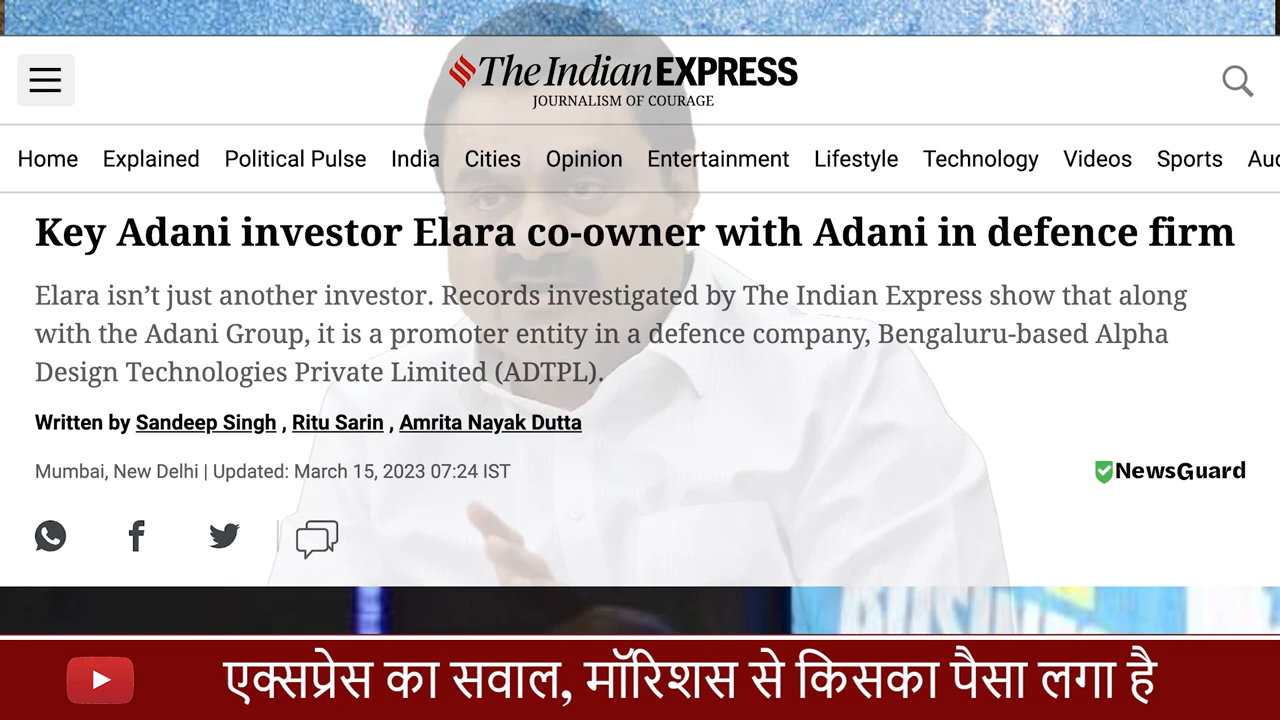 The Indian EXPRESS
JOURNALISM OF COURAGE
Home Explained Political Pulse India Cities Opinion Entertainment Lifestyle Technology Videos Sports
Key Adani investor Elara co-owner with Adani in defence firm
Elara isn’t just another investor. Records investigated by The Indian Express show that along
with the Adani Group, it is a promoter entity in a defence company, Bengaluru-based Alpha
Design Technologies Private Limited (ADTPL).
Written by Sandeep Singh , Ritu Sarin , Amrita Nayak Dutta
Mumbai, New Delhi | Updated: March 15, 2023 07:24 IST
NewsGuard
एक्सप्रेस का सवाल, मॉरिशस से किसका पैसा लगा है